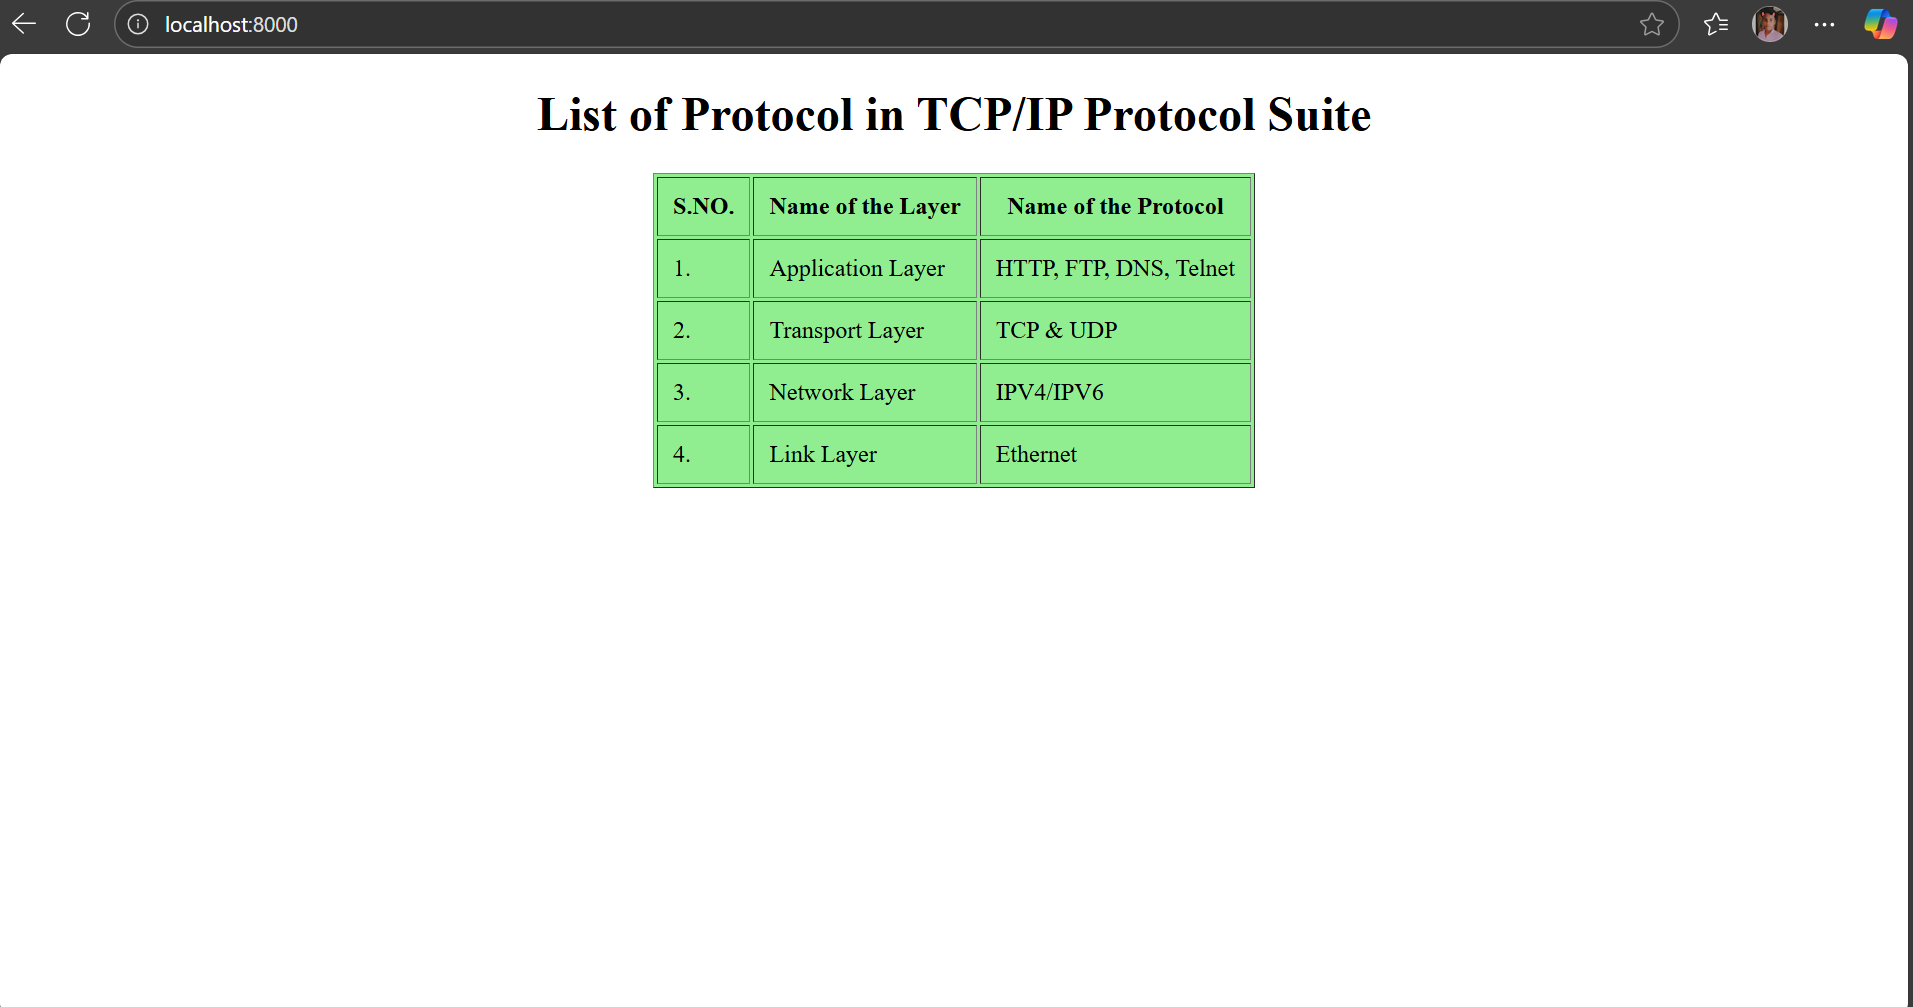 localhost:8000
List of Protocol in TCP/IP Protocol Suite
S.NO. Name of the Layer Name of the Protocol
1. Application Layer HTTP, FTP, DNS, Telnet
2. Transport Layer TCP & UDP
3. Network Layer IPV4/IPV6
4. Link Layer Ethernet